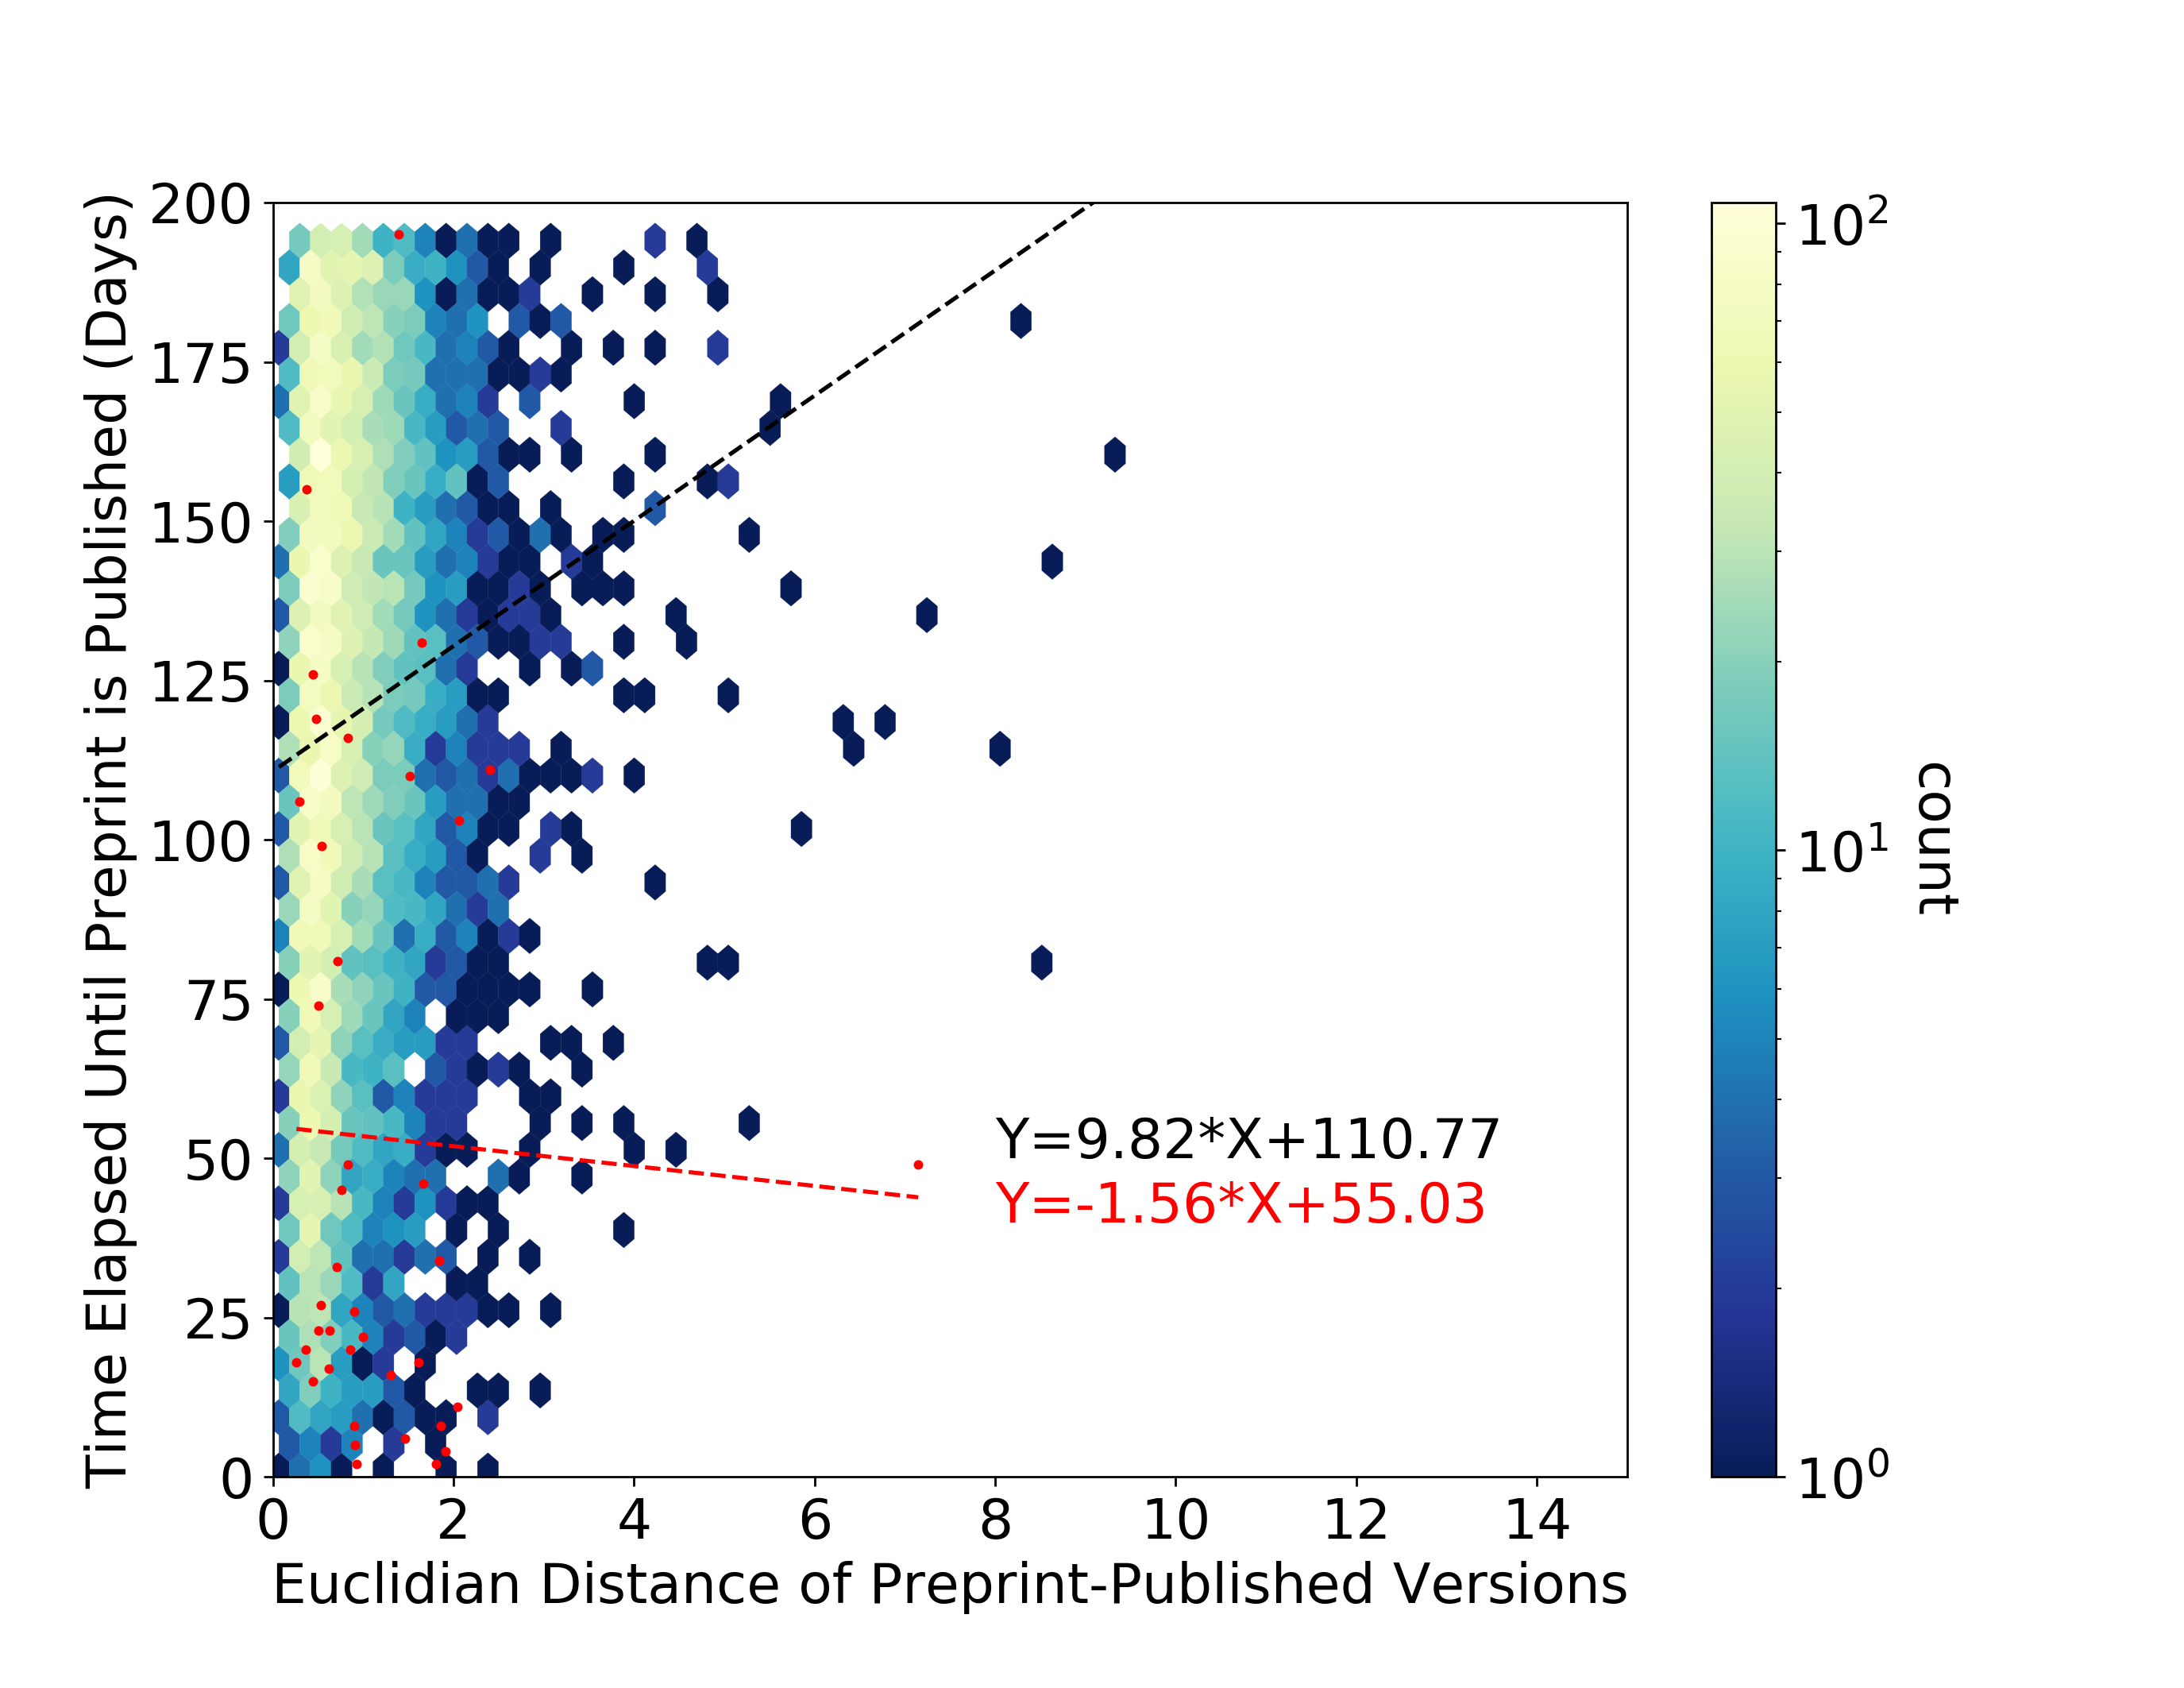 Time Elapsed Until Preprint is Published (Days)
200
175
150
125
100
75
50
25
0
Y=9.82*X+110.77
Y=-1.56*X+55.03
0 2 4 6 8 10 12 14
Euclidian Distance of Preprint-Published Versions
10²
10¹
10⁰
count